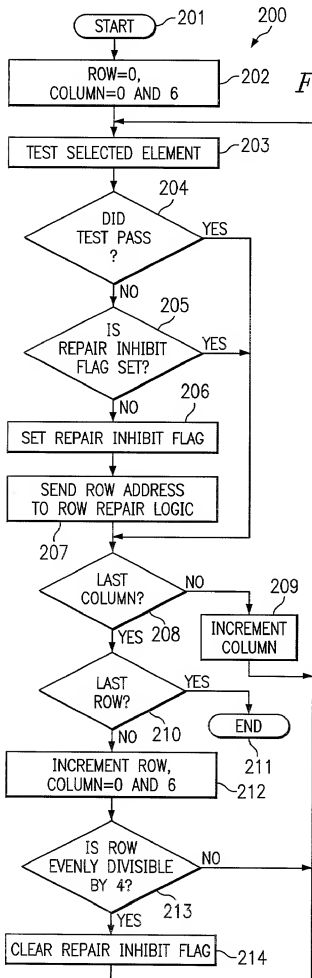 START
201
200
ROW=0,
COLUMN=0 AND 6
202
F
TEST SELECTED ELEMENT
203
204
DID
TEST PASS
?
YES
NO
205
IS
REPAIR INHIBIT
FLAG SET?
YES
NO
206
SET REPAIR INHIBIT FLAG
SEND ROW ADDRESS
TO ROW REPAIR LOGIC
207
LAST
COLUMN?
NO
209
208
INCREMENT
COLUMN
YES
LAST
ROW?
YES
210
END
211
NO
INCREMENT ROW,
COLUMN=0 AND 6
212
IS ROW
EVENLY DIVISIBLE
BY 4?
NO
213
YES
CLEAR REPAIR INHIBIT FLAG
214